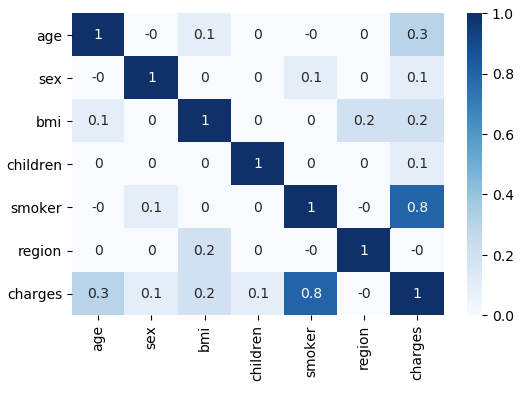 1.0
age 1 -0 0.1 0 -0 0 0.3
sex -0 1 0 0 0.1 0 0.1
0.8
bmi 0.1 0 1 0 0 0.2 0.2
0.6
children 0 0 0 1 0 0 0.1
0.4
smoker -0 0.1 0 0 1 -0 0.8
region 0 0 0.2 0 -0 1 -0
0.2
charges 0.3 0.1 0.2 0.1 0.8 -0 1
0.0
age sex bmi children smoker region charges